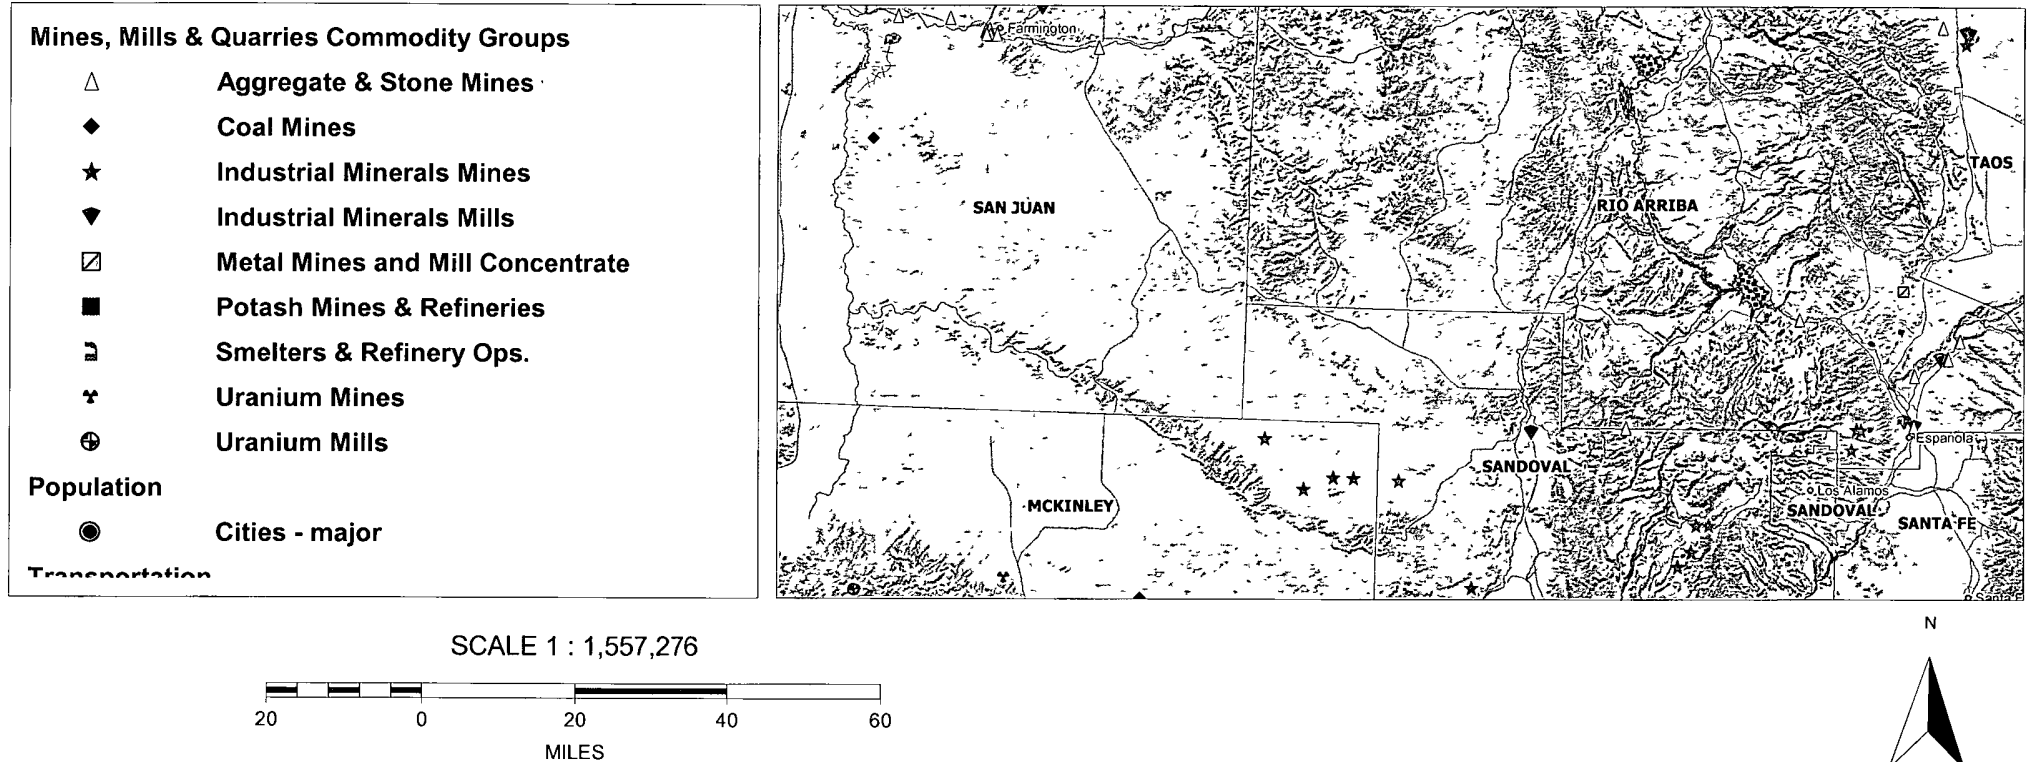 Mines, Mills & Quarries Commodity Groups
Aggregate & Stone Mines
Coal Mines
Industrial Minerals Mines
Industrial Minerals Mills
Metal Mines and Mill Concentrate
Potash Mines & Refineries
Smelters & Refinery Ops.
Uranium Mines
Uranium Mills
Population
Cities - major
Transportation
Farmington
TAOS
SAN JUAN
RIO ARRIBA
Espanola
SANDOVAL
Los Alamos
MCKINLEY
SANDOVAL
SANTA FE
SCALE 1 : 1,557,276
20 0 20 40 60
MILES
N